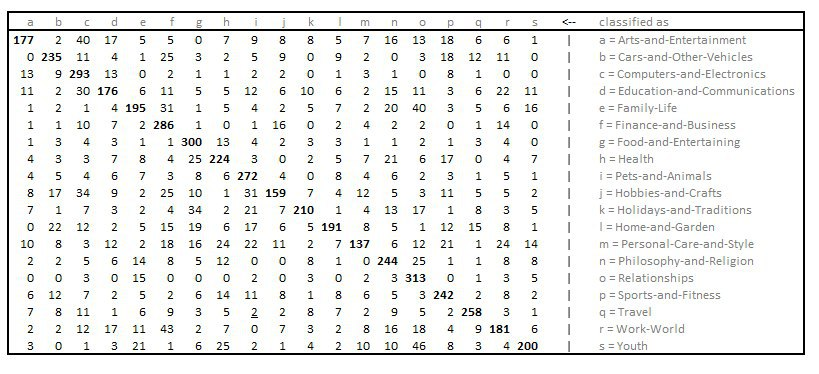 a b c d e f g h i j k l m n o p q r s <-- classified as
177 2 40 17 5 5 0 7 9 8 8 5 7 16 13 18 6 6 1 | a = Arts-and-Entertainment
0 235 11 4 1 25 3 2 5 9 0 9 2 0 3 18 12 11 0 | b = Cars-and-Other-Vehicles
13 9 293 13 0 2 1 1 2 2 0 1 3 1 0 8 1 0 0 | c = Computers-and-Electronics
11 2 30 176 6 11 5 5 12 6 10 6 2 15 11 3 6 22 11 | d = Education-and-Communications
1 2 1 4 195 31 1 5 4 2 5 7 2 20 40 3 5 6 16 | e = Family-Life
1 1 10 7 2 286 1 0 1 16 0 2 4 2 2 0 1 14 0 | f = Finance-and-Business
1 3 4 3 1 1 300 13 4 2 3 3 1 1 2 1 3 4 0 | g = Food-and-Entertaining
4 3 3 7 8 4 25 224 3 0 2 5 7 21 6 17 0 4 7 | h = Health
4 5 4 6 7 3 8 6 272 4 0 8 4 6 2 3 1 5 1 | i = Pets-and-Animals
8 17 34 9 2 25 10 1 31 159 7 4 12 5 3 11 5 5 2 | j = Hobbies-and-Crafts
7 1 7 3 2 4 34 2 21 7 210 1 4 13 17 1 8 3 5 | k = Holidays-and-Traditions
0 22 12 2 5 15 19 6 17 6 5 191 8 5 1 12 15 8 1 | l = Home-and-Garden
10 8 3 12 2 18 16 24 22 11 2 7 137 6 12 21 1 24 14 | m = Personal-Care-and-Style
2 2 5 6 14 8 5 12 0 0 8 1 0 244 25 1 1 8 8 | n = Philosophy-and-Religion
0 0 3 0 15 0 0 0 2 0 3 0 2 3 313 0 1 3 5 | o = Relationships
6 12 7 2 5 2 6 14 11 8 1 8 6 5 3 242 2 8 2 | p = Sports-and-Fitness
7 8 11 1 6 9 3 5 2 2 8 7 2 9 5 2 258 3 1 | q = Travel
2 2 12 17 11 43 2 7 0 7 3 2 8 16 18 4 9 181 6 | r = Work-World
3 0 1 3 21 1 6 25 2 1 4 2 10 10 46 8 3 4 200 | s = Youth